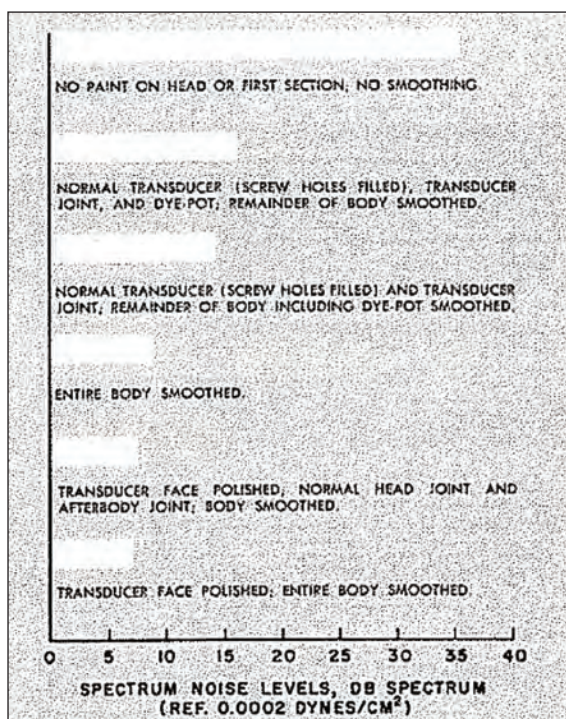 NO PAINT ON HEAD OR FIRST SECTION; NO SMOOTHING.
NORMAL TRANSDUCER (SCREW HOLES FILLED), TRANSDUCER
JOINT, AND DYE-POT; REMAINDER OF BODY SMOOTHED.
NORMAL TRANSDUCER (SCREW HOLES FILLED) AND TRANSDUCER
JOINT; REMAINDER OF BODY INCLUDING DYE-POT SMOOTHED.
ENTIRE BODY SMOOTHED.
TRANSDUCER FACE POLISHED; NORMAL HEAD JOINT AND
AFTERBODY JOINT; BODY SMOOTHED.
TRANSDUCER FACE POLISHED; ENTIRE BODY SMOOTHED.
0 5 10 15 20 25 30 35 40
SPECTRUM NOISE LEVELS, DB SPECTRUM
(REF. 0.0002 DYNES/CM²)